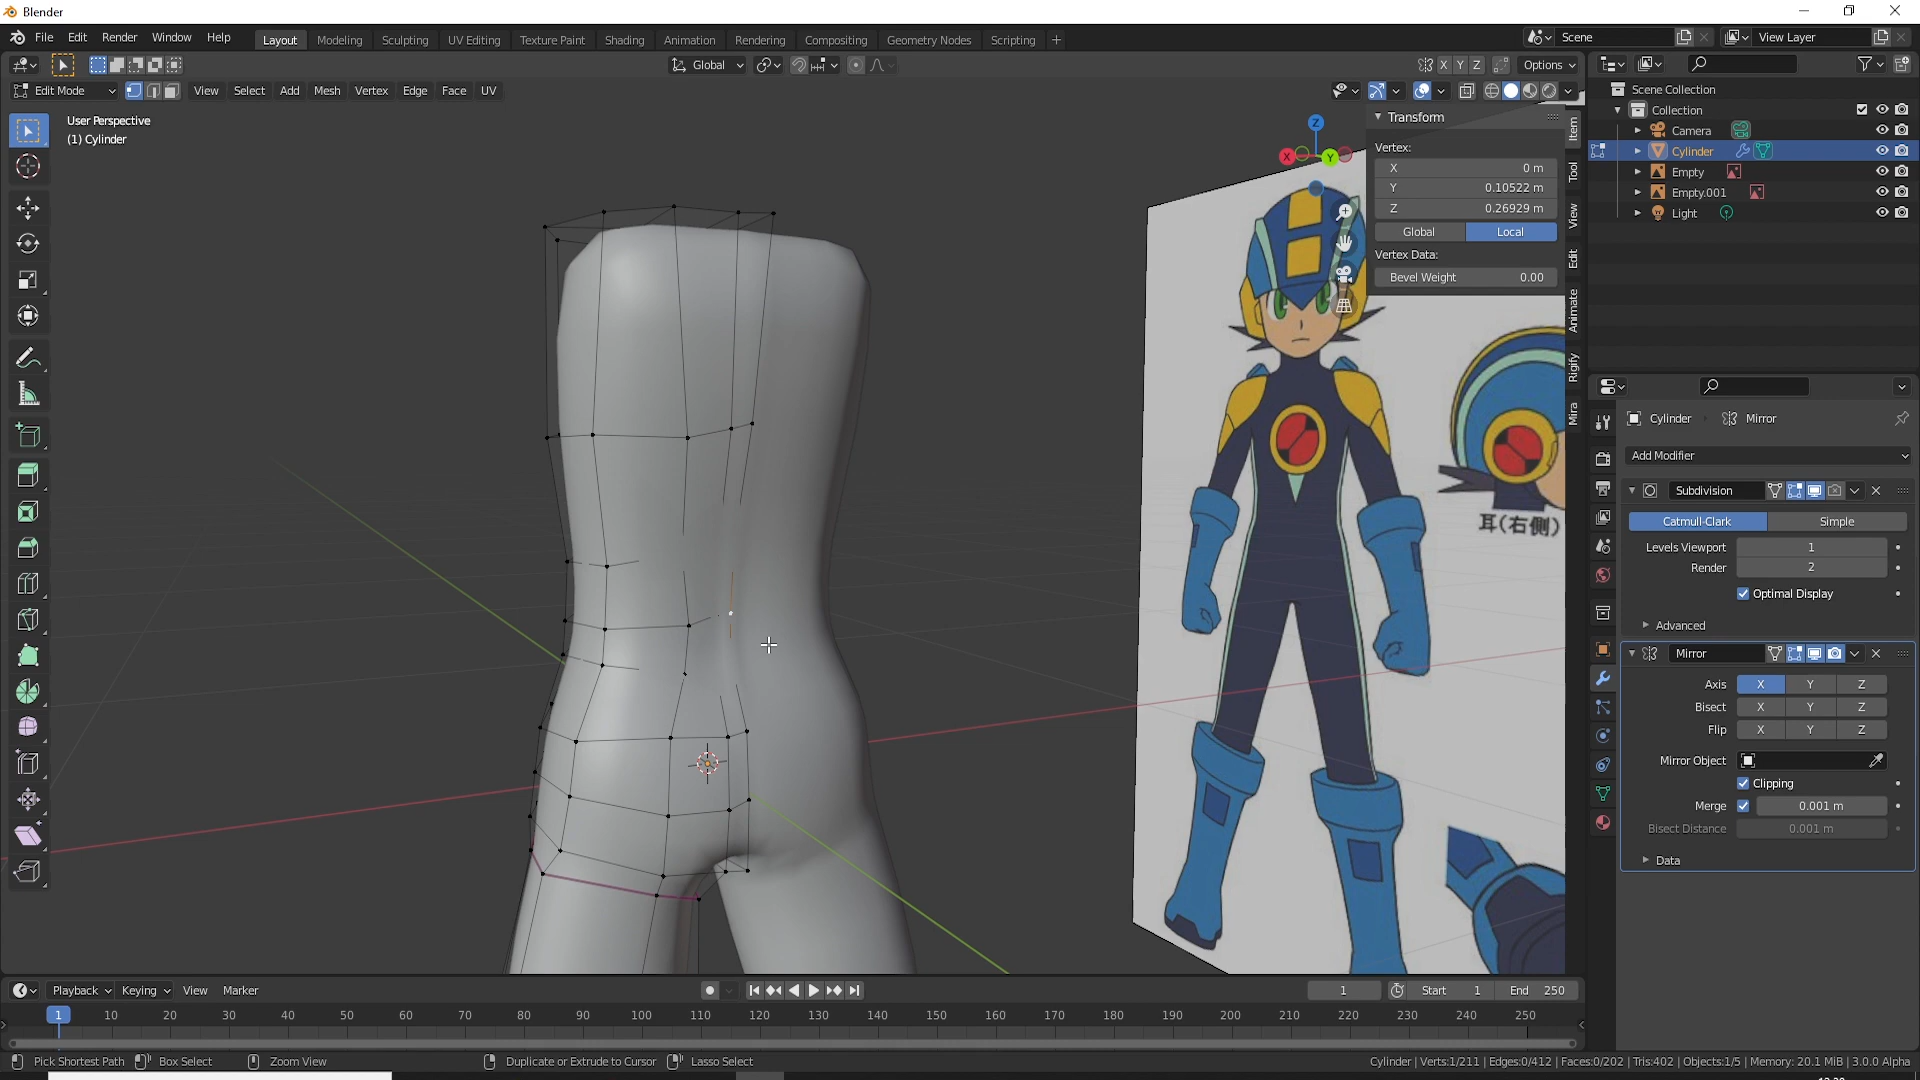 Blender
File Edit Render Window Help
Layout Modeling Sculpting UV Editing Texture Paint Shading Animation Rendering Compositing Geometry Nodes Scripting +
Scene
View Layer
Global
X Y Z
Options
Edit Mode
View Select Add Mesh Vertex Edge Face UV
User Perspective
(1) Cylinder
Z
X
Y
Transform
Vertex:
X 0 m
Y 0.10522 m
Z 0.26929 m
Global Local
Vertex Data:
Bevel Weight 0.00
Item
Tool
View
Edit
Animate
Rigify
Mira
耳(右側)
Scene Collection
Collection
Camera
Cylinder
Empty
Empty.001
Light
Cylinder Mirror
Add Modifier
Subdivision
Catmull-Clark Simple
Levels Viewport 1
Render 2
Optimal Display
Advanced
Mirror
Axis X Y Z
Bisect X Y Z
Flip X Y Z
Mirror Object
Clipping
Merge 0.001 m
Bisect Distance 0.001 m
Data
Playback Keying View Marker
1
Start 1
End 250
1 10 20 30 40 50 60 70 80 90 100 110 120 130 140 150 160 170 180 190 200 210 220 230 240 250
Pick Shortest Path Box Select Zoom View Duplicate or Extrude to Cursor Lasso Select
Cylinder | Verts:1/211 | Edges:0/412 | Faces:0/202 | Tris:402 | Objects:1/5 | Memory: 20.1 MiB | 3.0.0 Alpha